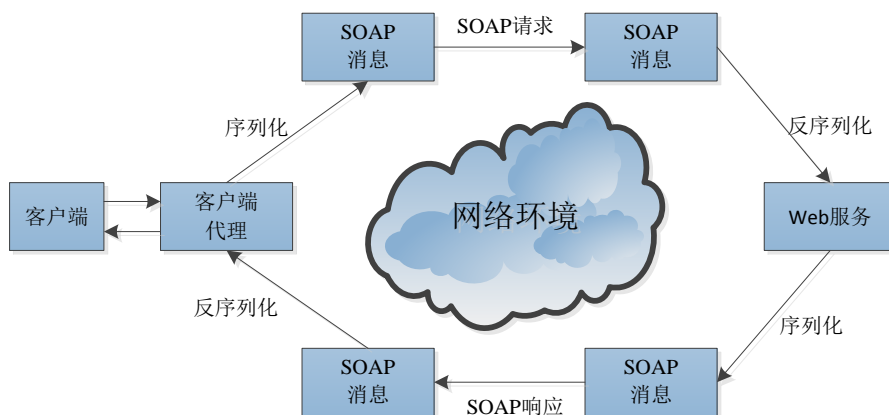 SOAP
消息
SOAP请求
SOAP
消息
序列化
反序列化
客户端
客户端
代理
网络环境
Web服务
反序列化
序列化
SOAP
消息
SOAP响应
SOAP
消息